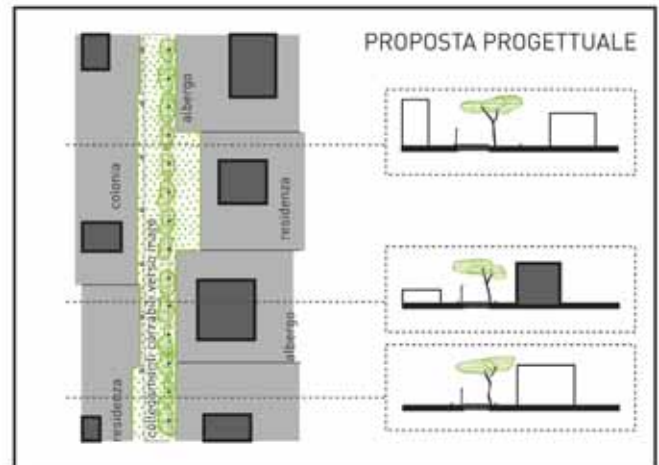 PROPOSTA PROGETTUALE
albergo
colonia
residenza
collegamenti carrabili verso mare
albergo
residenza